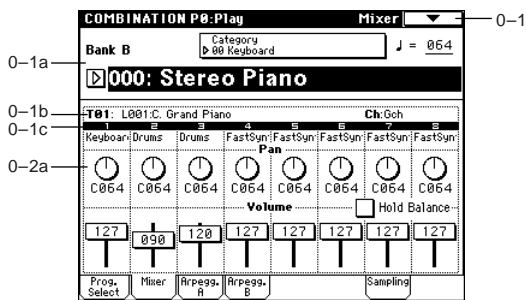 COMBINATION P0:Play Mixer ▼ 0–1
Bank B Category ▶00 Keyboard ♩ = 064
0–1a
▶000: Stereo Piano
0–1b T01: L001:C. Grand Piano Ch:Gch
0–1c 1 2 3 4 5 6 7 8
Keyboar Drums Drums FastSyn FastSyn FastSyn FastSyn FastSyn
Pan
0–2a
C064 C064 C064 C064 C064 C064 C064 C064
Volume Hold Balance
127 090 120 127 127 127 127 127
Prog. Select Mixer Arpegg. A Arpegg. B Sampling